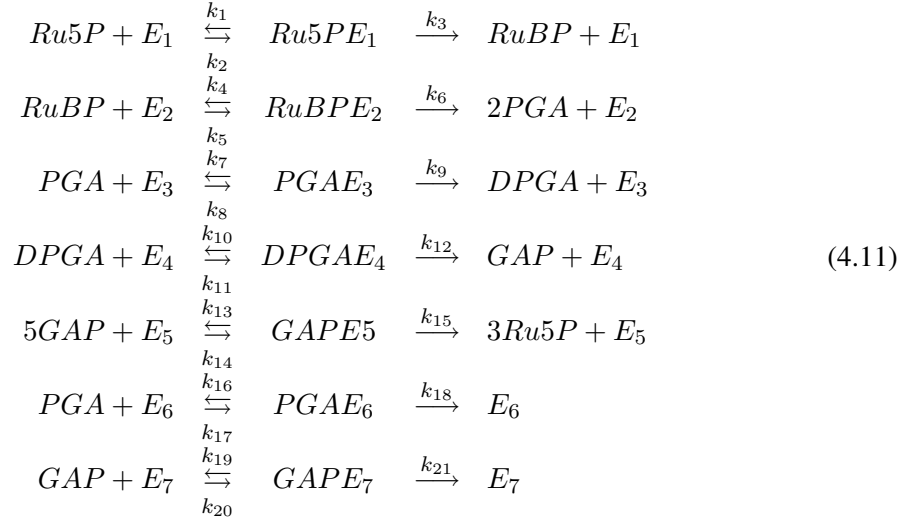 Ru5P + E₁ ⇆[k₁][k₂] Ru5PE₁ →[k₃] RuBP + E₁
RuBP + E₂ ⇆[k₄][k₅] RuBPE₂ →[k₆] 2PGA + E₂
PGA + E₃ ⇆[k₇][k₈] PGAE₃ →[k₉] DPGA + E₃
DPGA + E₄ ⇆[k₁₀][k₁₁] DPGAE₄ →[k₁₂] GAP + E₄ (4.11)
5GAP + E₅ ⇆[k₁₃][k₁₄] GAPE5 →[k₁₅] 3Ru5P + E₅
PGA + E₆ ⇆[k₁₆][k₁₇] PGAE₆ →[k₁₈] E₆
GAP + E₇ ⇆[k₁₉][k₂₀] GAPE₇ →[k₂₁] E₇